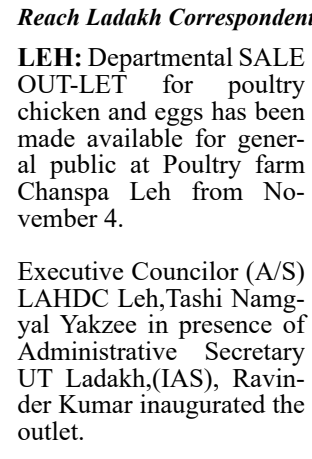 Reach Ladakh Correspondent
LEH: Departmental SALE
OUT-LET for poultry
chicken and eggs has been
made available for gener-
al public at Poultry farm
Chanspa Leh from No-
vember 4.
Executive Councilor (A/S)
LAHDC Leh,Tashi Namg-
yal Yakzee in presence of
Administrative Secretary
UT Ladakh,(IAS), Ravin-
der Kumar inaugurated the
outlet.